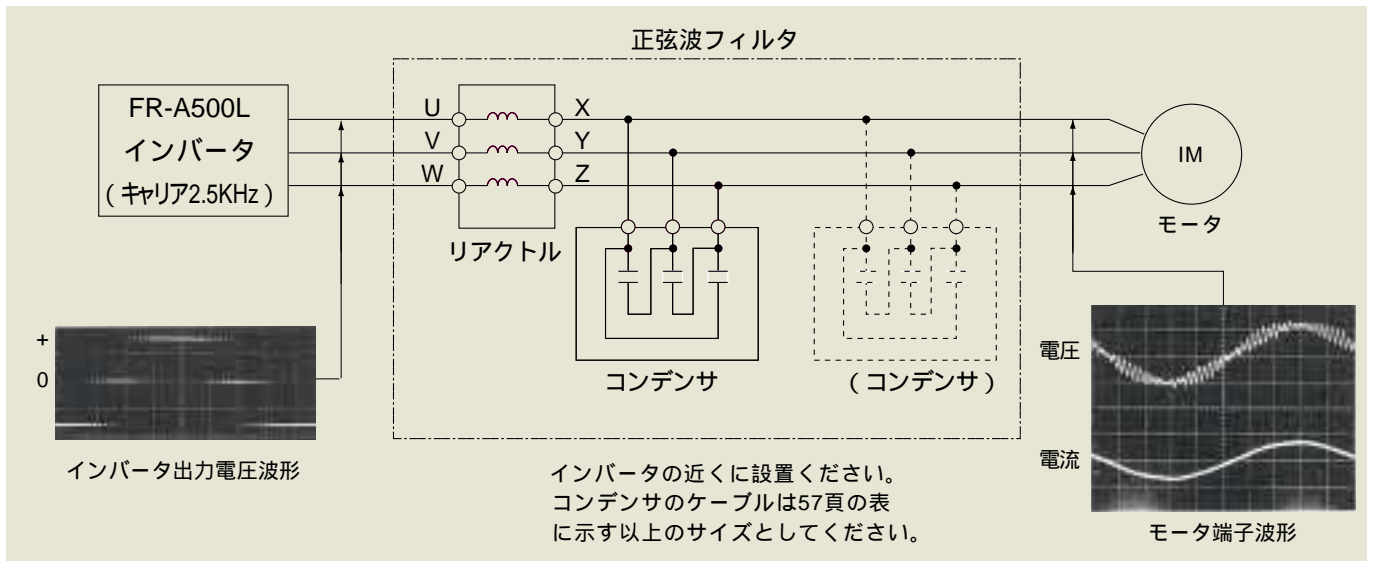 正弦波フィルタ
FR-A500L
インバータ
(キャリア2.5KHz)
U
V
W
X
Y
Z
リアクトル
IM
モータ
コンデンサ
(コンデンサ)
+
0
インバータ出力電圧波形
インバータの近くに設置ください。
コンデンサのケーブルは57頁の表
に示す以上のサイズとしてください。
電圧
電流
モータ端子波形